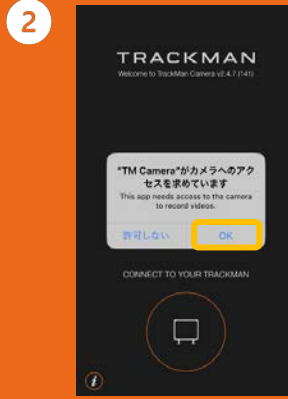 2
TRACKMAN
Welcome to TrackMan Camera v2.4.7 (141)
"TM Camera"がカメラへのアク
セスを求めています
This app needs access to the camera
to record videos.
許可しない
OK
CONNECT TO YOUR TRACKMAN
i